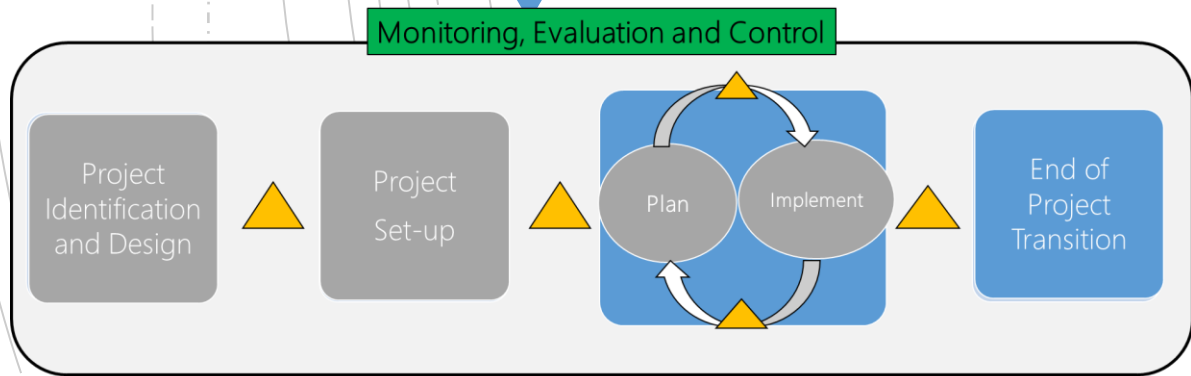 Monitoring, Evaluation and Control
Project
Identification
and Design
Project
Set-up
Plan
Implement
End of
Project
Transition